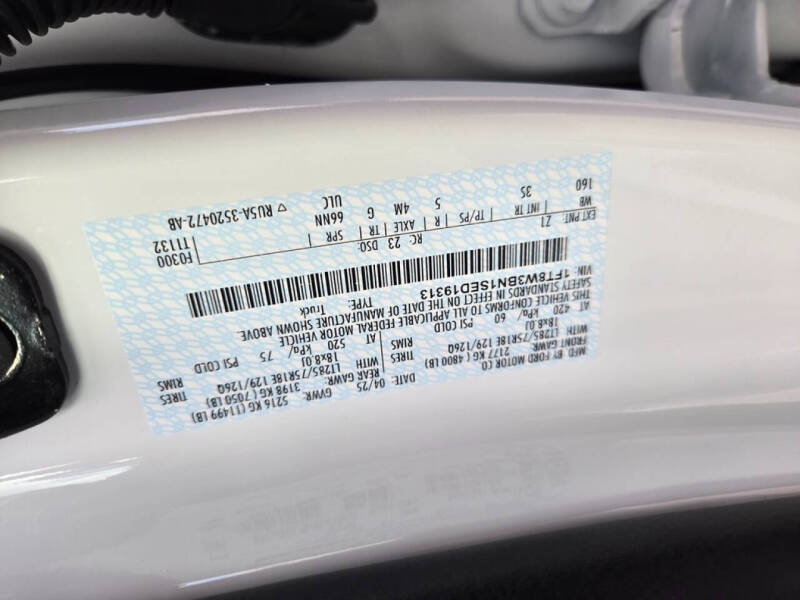 MFD. BY FORD MOTOR CO
DATE: 04/25 GVWR: 5216 KG (11499 LB)
FRONT GAWR: 2177 KG ( 4800 LB) REAR GAWR: 3198 KG ( 7050 LB)
WITH LT285/75R18E 129/126Q TIRES WITH LT285/75R18E 129/126Q TIRES
18x8.0J RIMS 18x8.0J RIMS
AT 420 kPa/ 60 PSI COLD AT 520 kPa/ 75 PSI COLD
THIS VEHICLE CONFORMS TO ALL APPLICABLE FEDERAL MOTOR VEHICLE
SAFETY STANDARDS IN EFFECT ON THE DATE OF MANUFACTURE SHOWN ABOVE
VIN: 1FT8W3BN1SED19313 TYPE: Truck
F0300
T1132
EXT PNT: Z1 RC: 23 DSO:
WB INT TR TP/PS R AXLE TR SPR
160 3S 5 4M G 66NN
ULC ▽ RU5A-3520472-AB